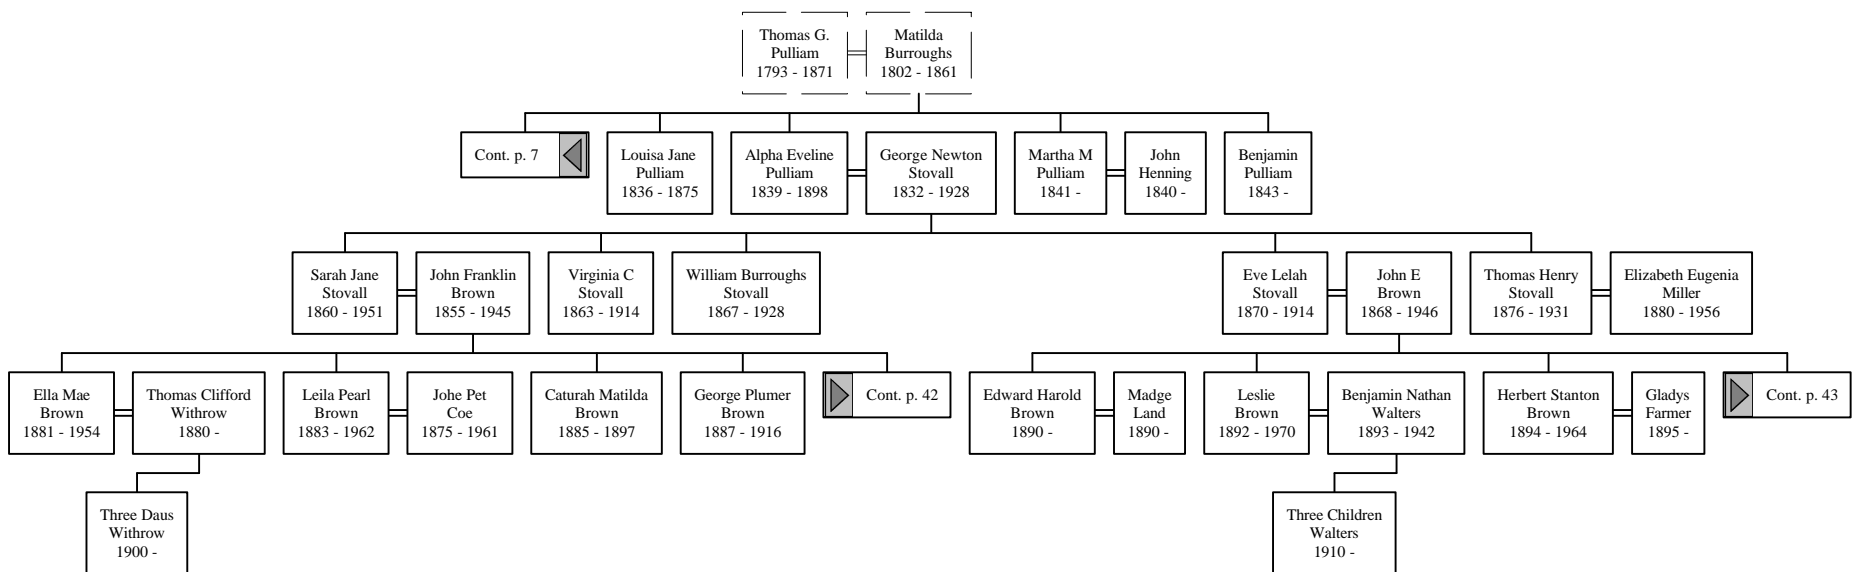 Thomas G.
Pulliam
1793 - 1871
Matilda
Burroughs
1802 - 1861
Cont. p. 7
Louisa Jane
Pulliam
1836 - 1875
Alpha Eveline
Pulliam
1839 - 1898
George Newton
Stovall
1832 - 1928
Martha M
Pulliam
1841 -
John
Henning
1840 -
Benjamin
Pulliam
1843 -
Sarah Jane
Stovall
1860 - 1951
John Franklin
Brown
1855 - 1945
Virginia C
Stovall
1863 - 1914
William Burroughs
Stovall
1867 - 1928
Eve Lelah
Stovall
1870 - 1914
John E
Brown
1868 - 1946
Thomas Henry
Stovall
1876 - 1931
Elizabeth Eugenia
Miller
1880 - 1956
Ella Mae
Brown
1881 - 1954
Thomas Clifford
Withrow
1880 -
Leila Pearl
Brown
1883 - 1962
Johe Pet
Coe
1875 - 1961
Caturah Matilda
Brown
1885 - 1897
George Plumer
Brown
1887 - 1916
Cont. p. 42
Edward Harold
Brown
1890 -
Madge
Land
1890 -
Leslie
Brown
1892 - 1970
Benjamin Nathan
Walters
1893 - 1942
Herbert Stanton
Brown
1894 - 1964
Gladys
Farmer
1895 -
Cont. p. 43
Three Daus
Withrow
1900 -
Three Children
Walters
1910 -